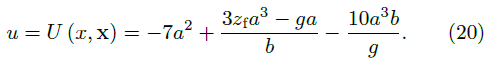 u = U (x, 𝐱) = −7a² + (3z_f a³ − ga)/b − (10a³b)/g. (20)